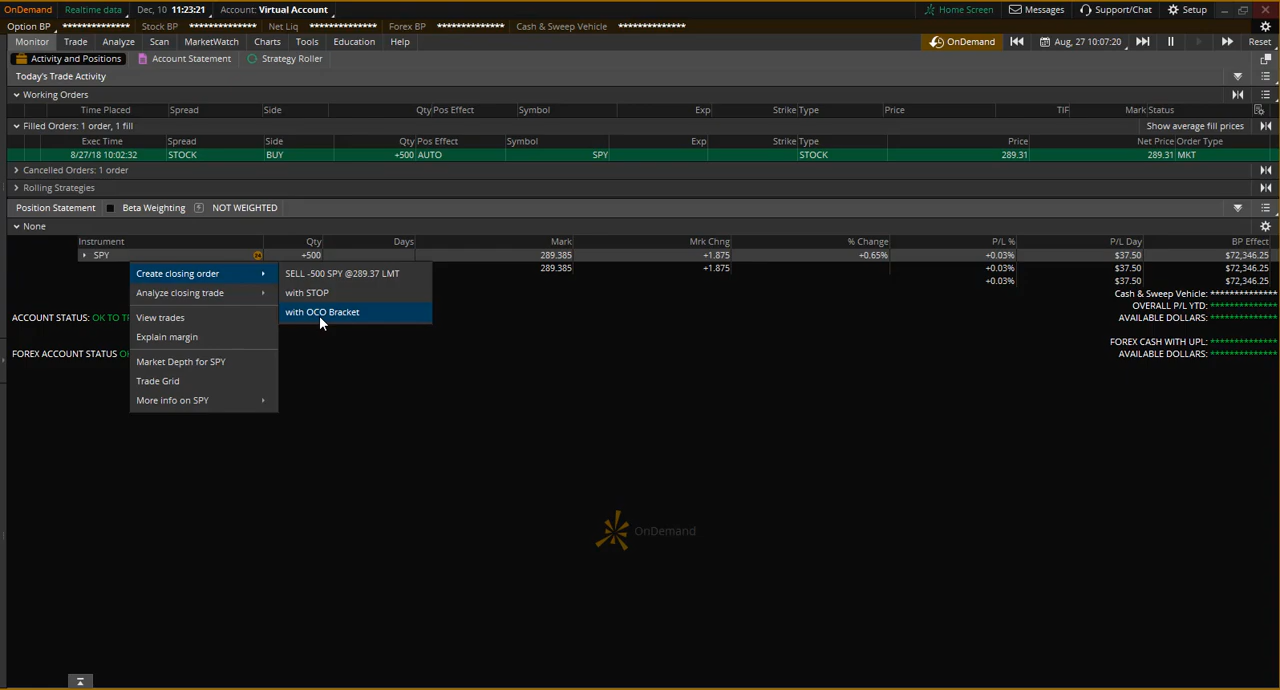 OnDemand Realtime data Dec, 10 11:23:21 Account: Virtual Account Home Screen Messages Support/Chat Setup
Option BP ************** Stock BP ************** Net Liq ************** Forex BP ************** Cash & Sweep Vehicle **************
Monitor Trade Analyze Scan MarketWatch Charts Tools Education Help OnDemand Aug, 27 10:07:20 Reset
Activity and Positions Account Statement Strategy Roller
Today's Trade Activity
Working Orders
Time Placed Spread Side Qty Pos Effect Symbol Exp Strike Type Price TIF Mark Status
Filled Orders: 1 order, 1 fill Show average fill prices
Exec Time Spread Side Qty Pos Effect Symbol Exp Strike Type Price Net Price Order Type
8/27/18 10:02:32 STOCK BUY +500 AUTO SPY STOCK 289.31 289.31 MKT
Cancelled Orders: 1 order
Rolling Strategies
Position Statement Beta Weighting NOT WEIGHTED
None
Instrument Qty Days Mark Mrk Chng % Change P/L % P/L Day BP Effect
SPY +500 289.385 +1.875 +0.65% +0.03% $37.50 $72,346.25
289.385 +1.875 +0.03% $37.50 $72,346.25
+0.03% $37.50 $72,346.25
Create closing order SELL -500 SPY @289.37 LMT
Analyze closing trade with STOP
Cash & Sweep Vehicle: **************
OVERALL P/L YTD: **************
with OCO Bracket
ACCOUNT STATUS: OK TO View trades AVAILABLE DOLLARS: **************
Explain margin
FOREX CASH WITH UPL: **************
FOREX ACCOUNT STATUS AVAILABLE DOLLARS: **************
Market Depth for SPY
Trade Grid
More info on SPY
OnDemand